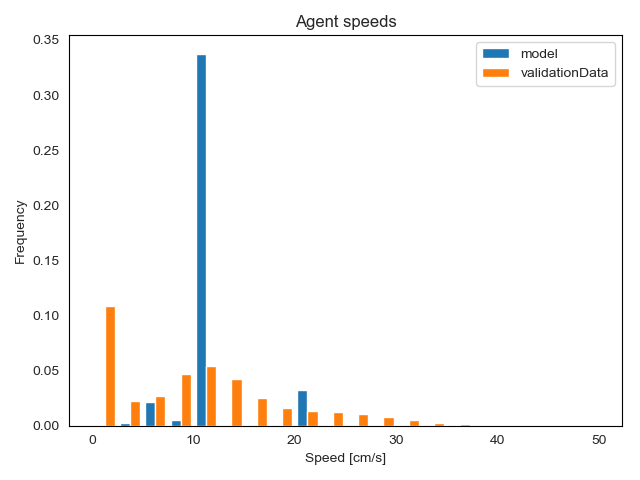 Agent speeds
model
validationData
0.35
0.30
0.25
0.20
0.15
0.10
0.05
0.00
Frequency
0 10 20 30 40 50
Speed [cm/s]